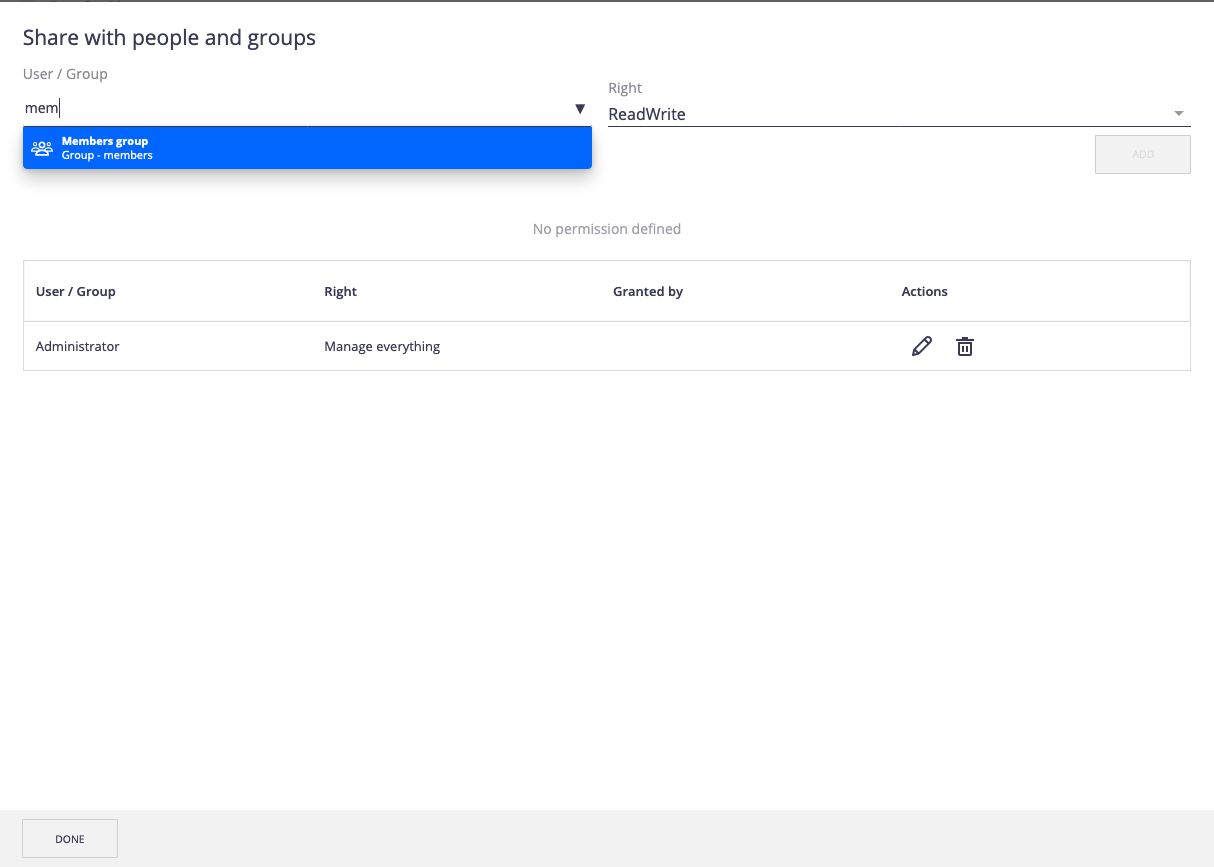 Share with people and groups
User / Group
mem
Right
ReadWrite
Members group
Group - members
ADD
No permission defined
User / Group Right Granted by Actions
Administrator Manage everything
DONE